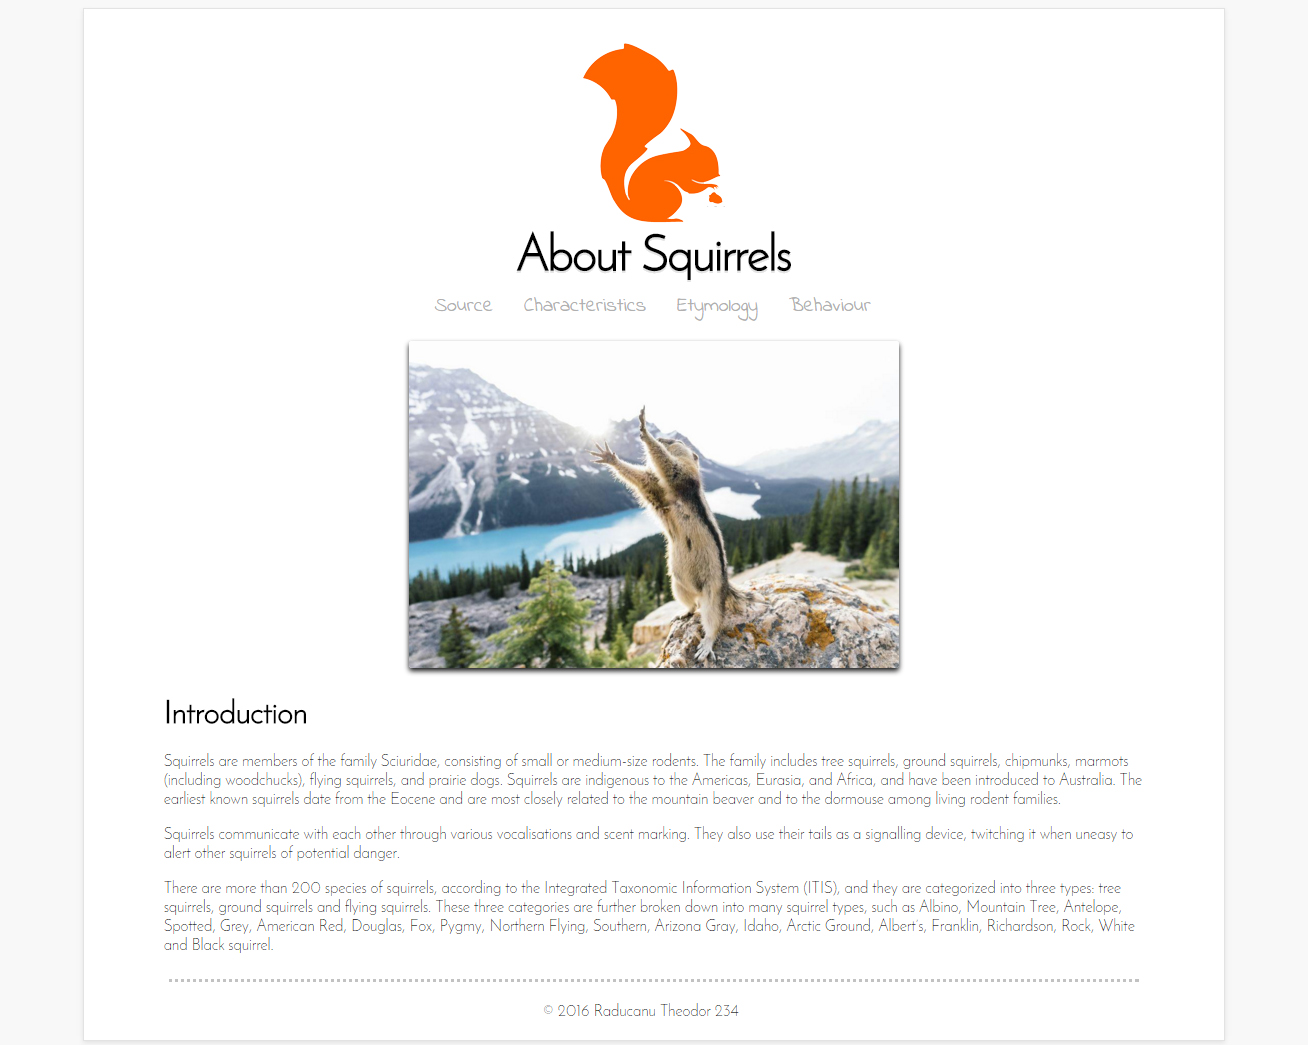 About Squirrels
Source Characteristics Etymology Behaviour
Introduction
Squirrels are members of the family Sciuridae, consisting of small or medium-size rodents. The family includes tree squirrels, ground squirrels, chipmunks, marmots
(including woodchucks), flying squirrels, and prairie dogs. Squirrels are indigenous to the Americas, Eurasia, and Africa, and have been introduced to Australia. The
earliest known squirrels date from the Eocene and are most closely related to the mountain beaver and to the dormouse among living rodent families.
Squirrels communicate with each other through various vocalisations and scent marking. They also use their tails as a signalling device, twitching it when uneasy to
alert other squirrels of potential danger.
There are more than 200 species of squirrels, according to the Integrated Taxonomic Information System (ITIS), and they are categorized into three types: tree
squirrels, ground squirrels and flying squirrels. These three categories are further broken down into many squirrel types, such as Albino, Mountain Tree, Antelope,
Spotted, Grey, American Red, Douglas, Fox, Pygmy, Northern Flying, Southern, Arizona Gray, Idaho, Arctic Ground, Albert's, Franklin, Richardson, Rock, White
and Black squirrel.
© 2016 Raducanu Theodor 234